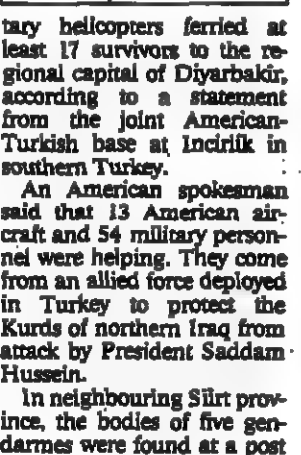 tary helicopters ferried at
least 17 survivors to the re-
gional capital of Diyarbakir,
according to a statement
from the joint American-
Turkish base at Incirlik in
southern Turkey.
An American spokesman
said that 13 American air-
craft and 54 military person-
nel were helping. They come
from an allied force deployed
in Turkey to protect the
Kurds of northern Iraq from
attack by President Saddam
Hussein.
In neighbouring Siirt prov-
ince, the bodies of five gen-
darmes were found at a post